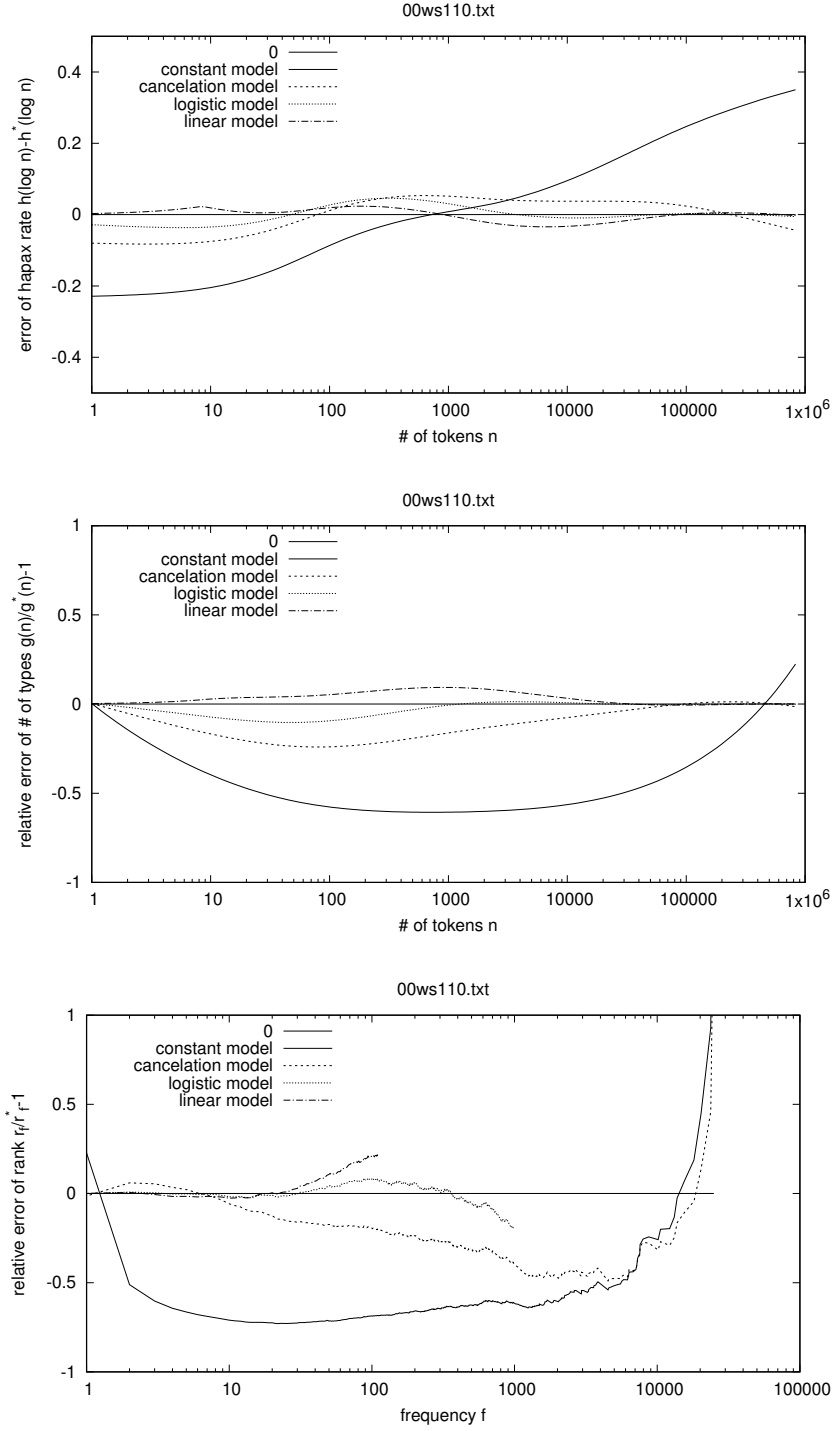 00ws110.txt
0
constant model
cancelation model
logistic model
linear model
error of hapax rate h(log n)-h*(log n)
0.4
0.2
0
-0.2
-0.4
1 10 100 1000 10000 100000 1x10⁶
# of tokens n
00ws110.txt
0
constant model
cancelation model
logistic model
linear model
relative error of # of types g(n)/g*(n)-1
1
0.5
0
-0.5
-1
1 10 100 1000 10000 100000 1x10⁶
# of tokens n
00ws110.txt
0
constant model
cancelation model
logistic model
linear model
relative error of rank r_f/r*_f-1
1
0.5
0
-0.5
-1
1 10 100 1000 10000 100000
frequency f